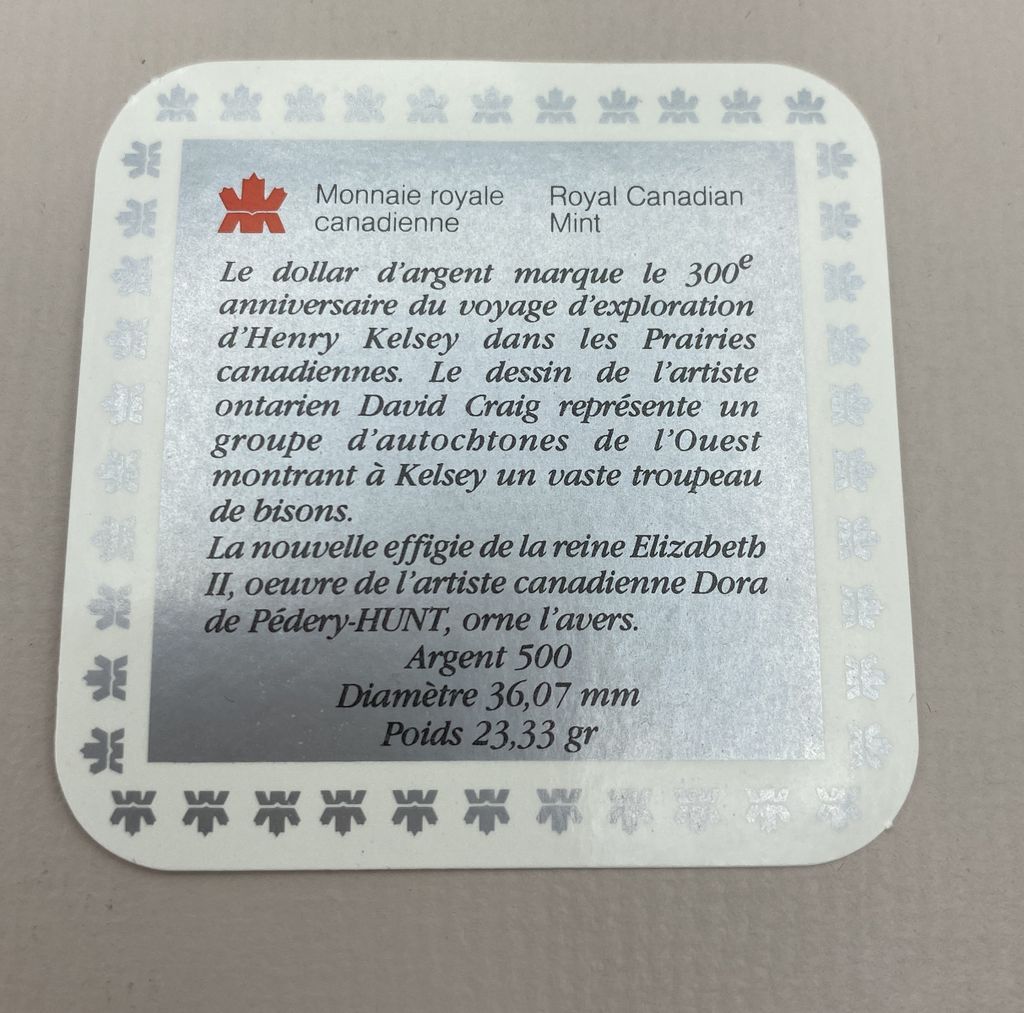 Monnaie royale canadienne
Royal Canadian Mint
Le dollar d'argent marque le 300e
anniversaire du voyage d'exploration
d'Henry Kelsey dans les Prairies
canadiennes. Le dessin de l'artiste
ontarien David Craig représente un
groupe d'autochtones de l'Ouest
montrant à Kelsey un vaste troupeau
de bisons.
La nouvelle effigie de la reine Elizabeth
II, oeuvre de l'artiste canadienne Dora
de Pédery-HUNT, orne l'avers.
Argent 500
Diamètre 36,07 mm
Poids 23,33 gr